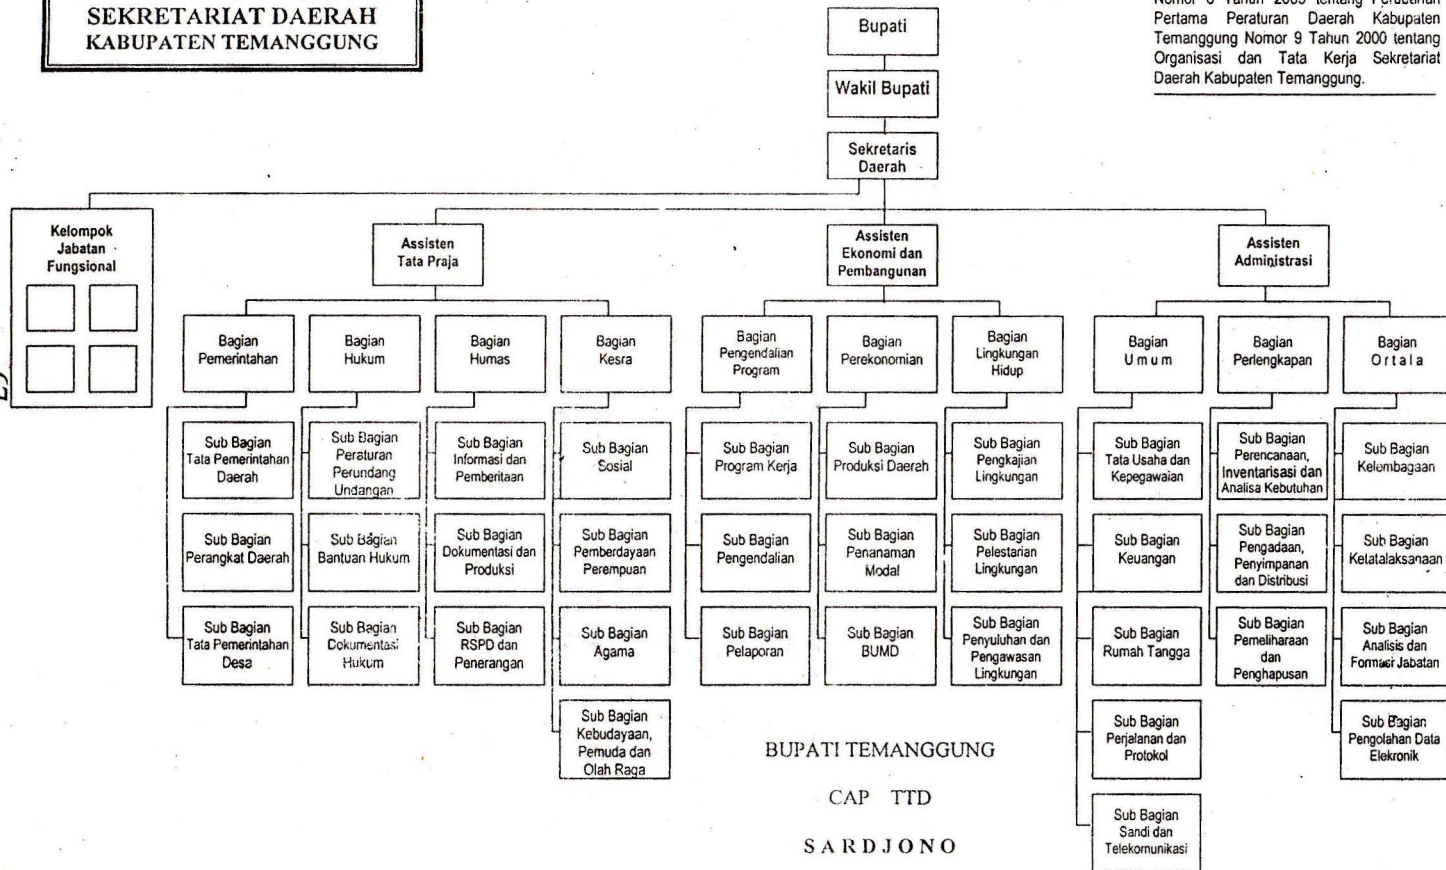 SEKRETARIAT DAERAH
KABUPATEN TEMANGGUNG
Nomor 6 Tahun 2003 tentang Perubahan
Pertama Peraturan Daerah Kabupaten
Temanggung Nomor 9 Tahun 2000 tentang
Organisasi dan Tata Kerja Sekretariat
Daerah Kabupaten Temanggung.
Bupati
Wakil Bupati
Sekretaris
Daerah
Kelompok
Jabatan
Fungsional
Assisten
Tata Praja
Assisten
Ekonomi dan
Pembangunan
Assisten
Administrasi
Bagian
Pemerintahan
Bagian
Hukum
Bagian
Humas
Bagian
Kesra
Bagian
Pengendalian
Program
Bagian
Perekonomian
Bagian
Lingkungan
Hidup
Bagian
Umum
Bagian
Perlengkapan
Bagian
Ortala
Sub Bagian
Tata Pemerintahan
Daerah
Sub Bagian
Peraturan
Perundang
Undangan
Sub Bagian
Informasi dan
Pemberitaan
Sub Bagian
Sosial
Sub Bagian
Program Kerja
Sub Bagian
Produksi Daerah
Sub Bagian
Pengkajian
Lingkungan
Sub Bagian
Tata Usaha dan
Kepegawaian
Sub Bagian
Perencanaan,
Inventarisasi dan
Analisa Kebutuhan
Sub Bagian
Kelembagaan
Sub Bagian
Perangkat Daerah
Sub Bagian
Bantuan Hukum
Sub Bagian
Dokumentasi dan
Produksi
Sub Bagian
Pemberdayaan
Perempuan
Sub Bagian
Pengendalian
Sub Bagian
Penanaman
Modal
Sub Bagian
Pelestarian
Lingkungan
Sub Bagian
Keuangan
Sub Bagian
Pengadaan,
Penyimpanan
dan Distribusi
Sub Bagian
Ketatalaksanaan
Sub Bagian
Tata Pemerintahan
Desa
Sub Bagian
Dokumentasi
Hukum
Sub Bagian
RSPD dan
Penerangan
Sub Bagian
Agama
Sub Bagian
Pelaporan
Sub Bagian
BUMD
Sub Bagian
Penyuluhan dan
Pengawasan
Lingkungan
Sub Bagian
Rumah Tangga
Sub Bagian
Pemeliharaan
dan
Penghapusan
Sub Bagian
Analisis dan
Formasi Jabatan
Sub Bagian
Kebudayaan,
Pemuda dan
Olah Raga
Sub Bagian
Perjalanan dan
Protokol
Sub Bagian
Pengolahan Data
Elekronik
Sub Bagian
Sandi dan
Telekomunikasi
BUPATI TEMANGGUNG
CAP TTD
SARDJONO